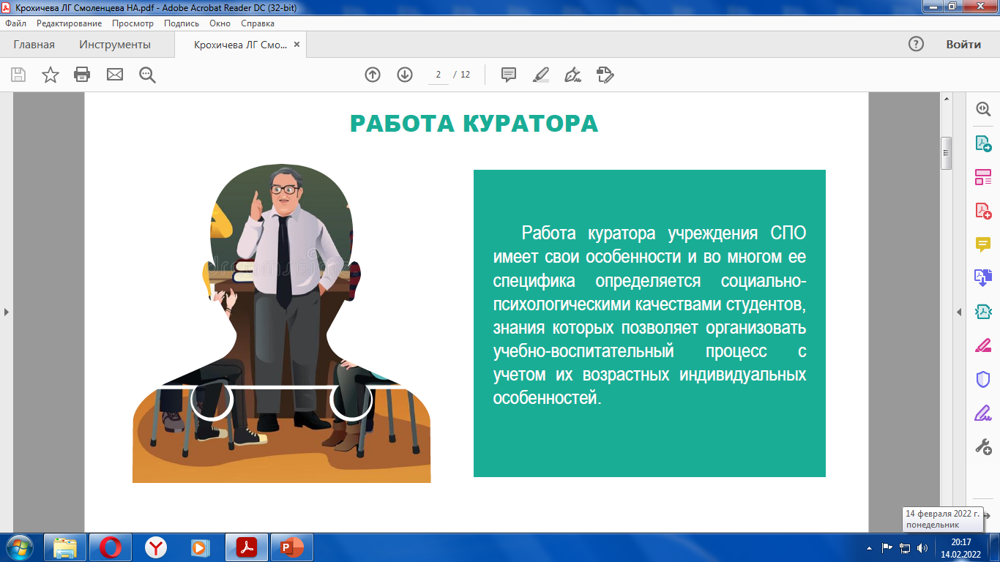 Крохичева ЛГ Смоленцева НА.pdf - Adobe Acrobat Reader DC (32-bit)
Файл Редактирование Просмотр Подпись Окно Справка
Главная Инструменты Крохичева ЛГ Смо... × Войти
2 / 12
РАБОТА КУРАТОРА
dreamstime
Работа куратора учреждения СПО
имеет свои особенности и во многом ее
специфика определяется социально-
психологическими качествами студентов,
знания которых позволяет организовать
учебно-воспитательный процесс с
учетом их возрастных индивидуальных
особенностей.
14 февраля 2022 г.
понедельник
20:17
14.02.2022